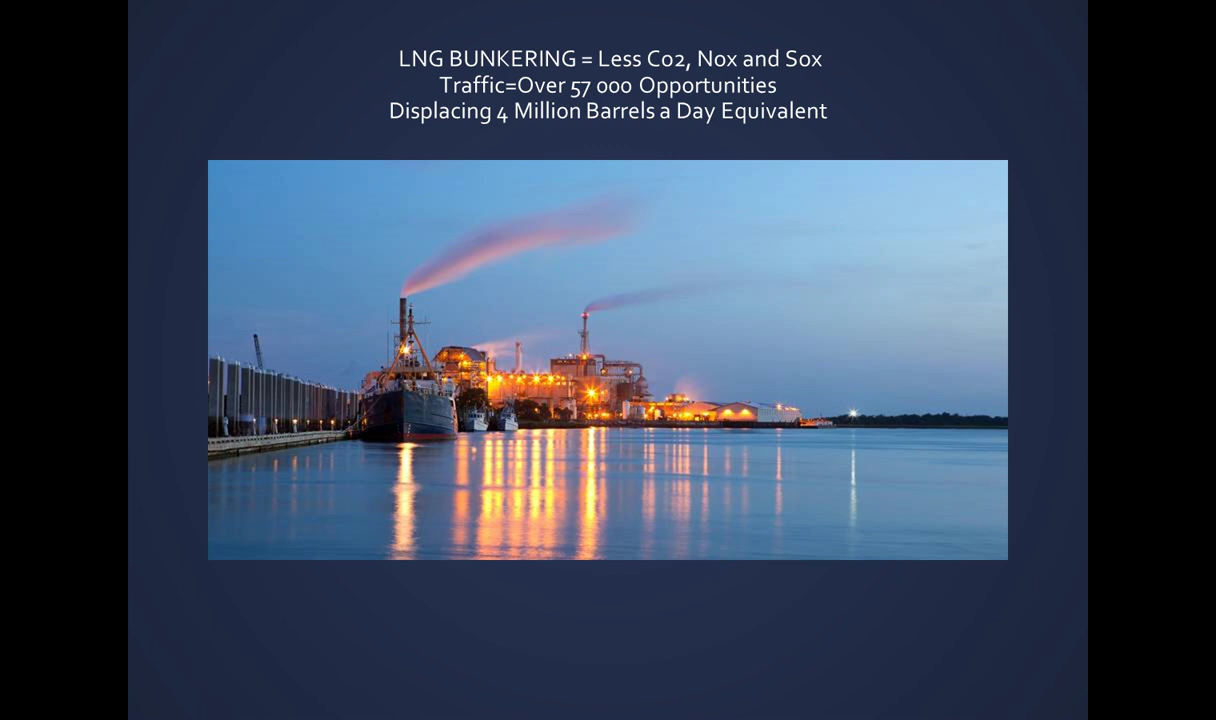 LNG BUNKERING = Less Co2, Nox and Sox
Traffic=Over 57 000 Opportunities
Displacing 4 Million Barrels a Day Equivalent